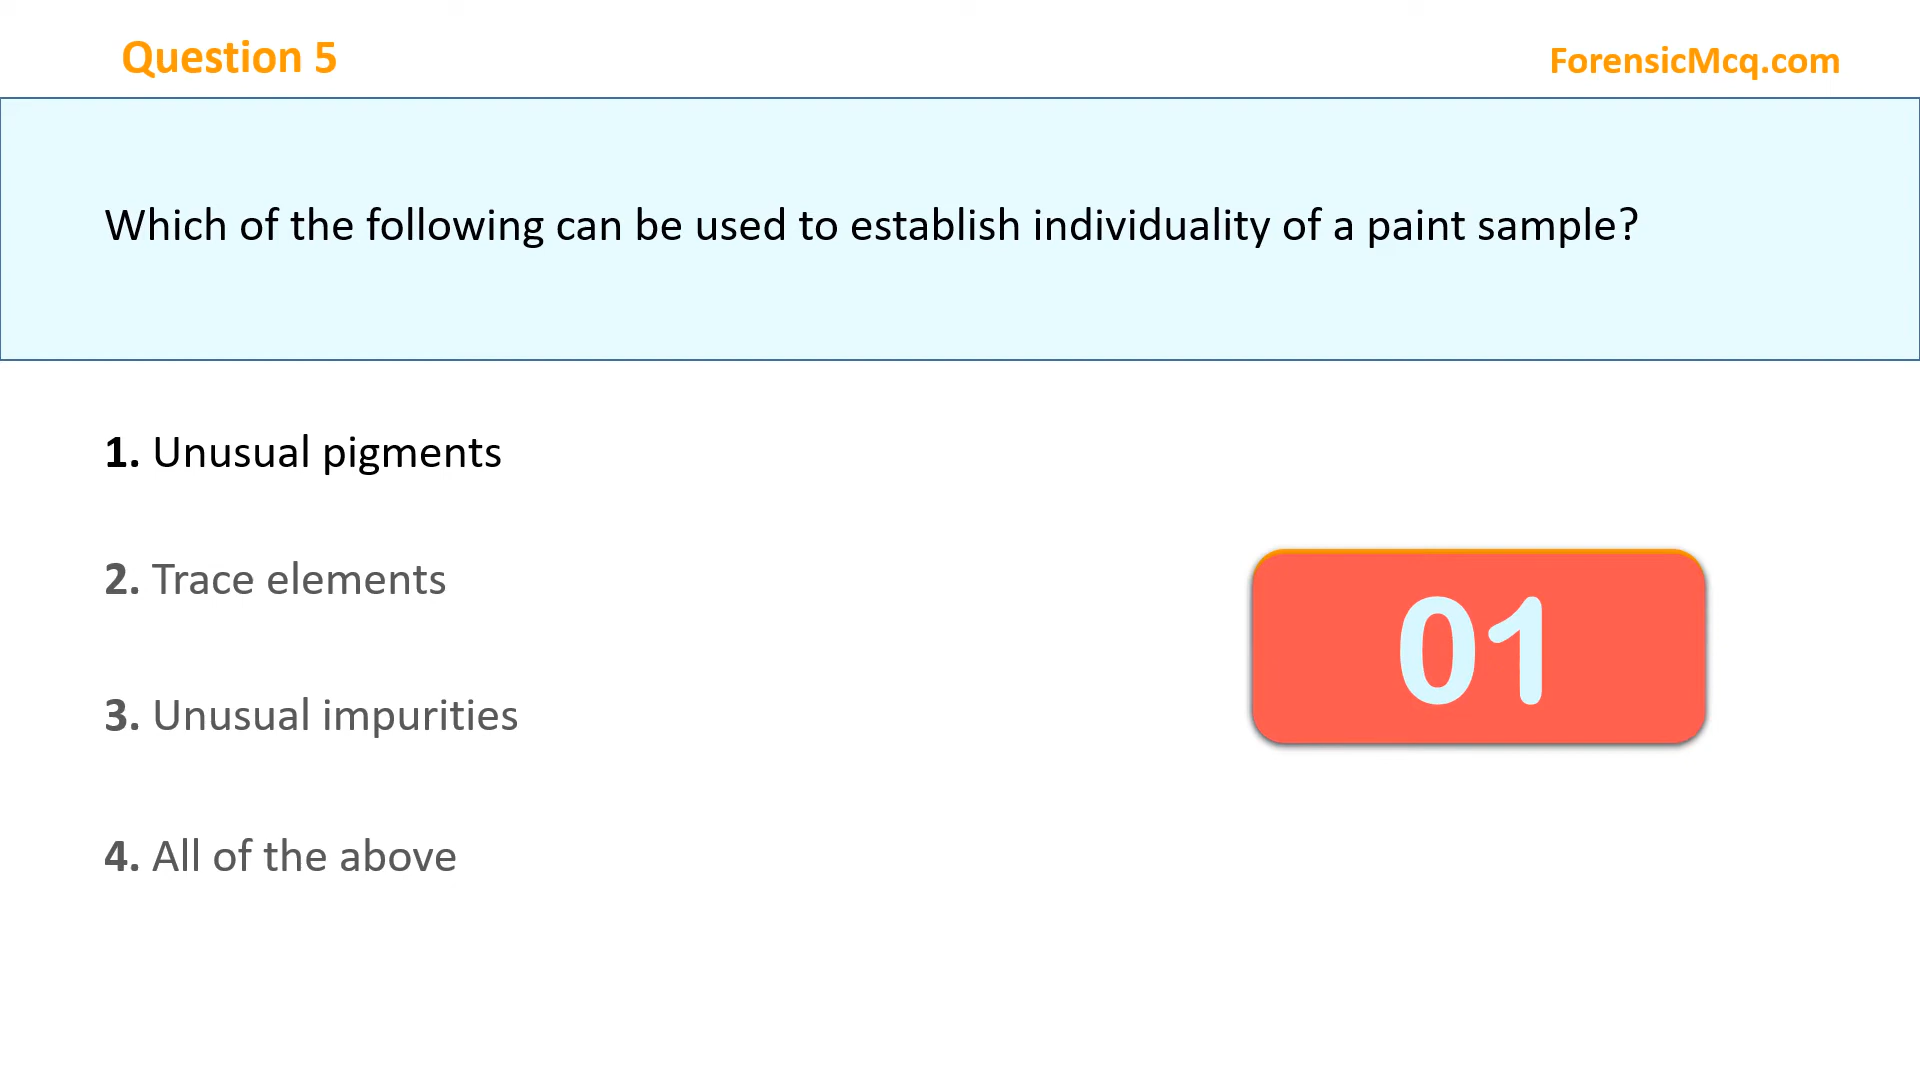 Question 5
ForensicMcq.com
Which of the following can be used to establish individuality of a paint sample?
1. Unusual pigments
2. Trace elements
3. Unusual impurities
4. All of the above
01